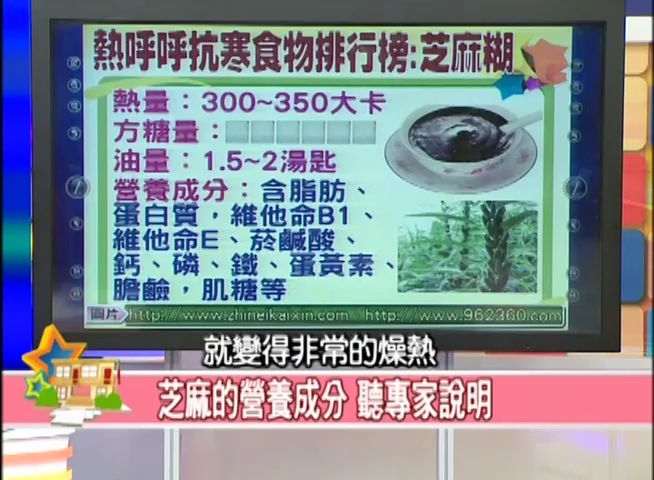 熱呼呼抗寒食物排行榜:芝麻糊
熱量：300~350大卡
方糖量：
油量：1.5~2湯匙
營養成分：含脂肪、
蛋白質，維他命B1、
維他命E、菸鹹酸、
鈣、磷、鐵、蛋黃素、
膽鹼，肌糖等
圖片 http://www.zhineikaixin.com http://www.962360.com
就變得非常的燥熱
芝麻的營養成分 聽專家說明